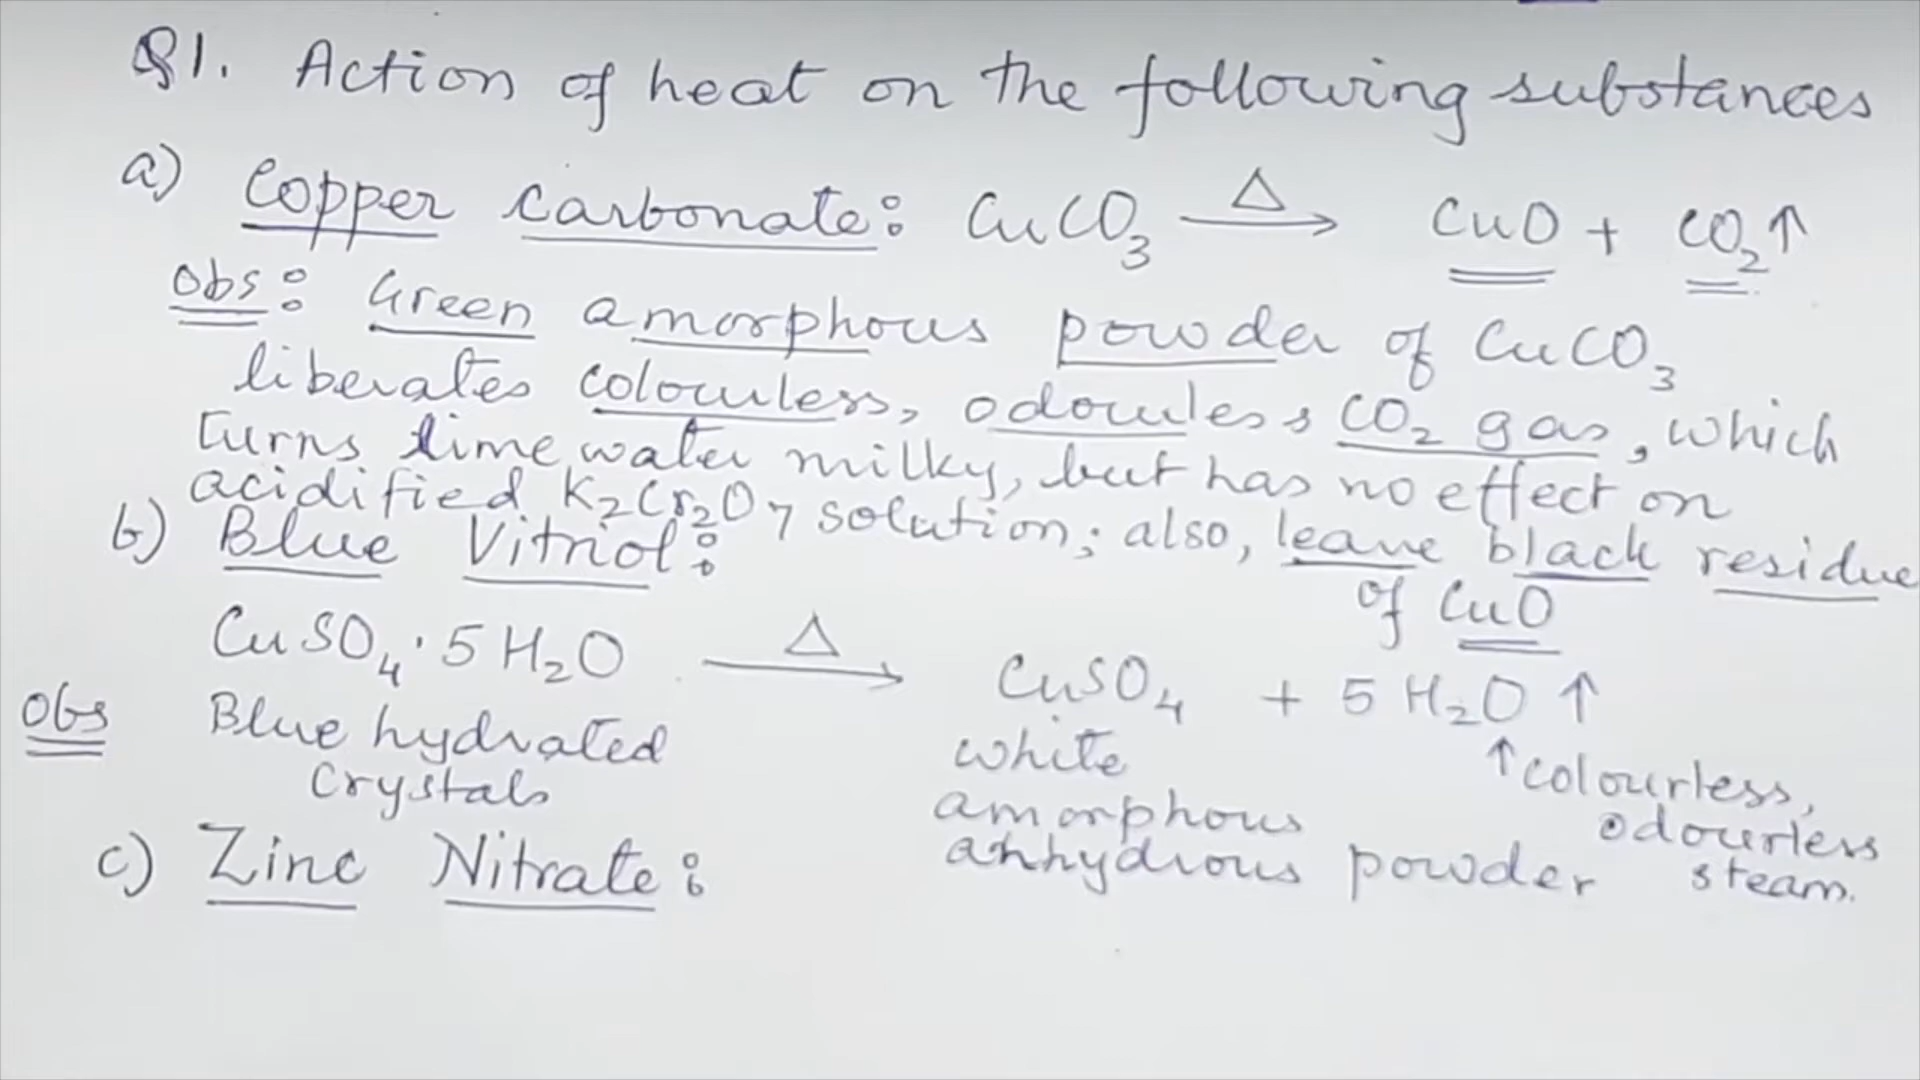 Q1. Action of heat on the following substances
a) Copper carbonate: CuCO₃ —Δ→ CuO + CO₂↑
Obs: Green amorphous powder of CuCO₃
liberates colourless, odourless CO₂ gas, which
turns lime water milky, but has no effect on
acidified K₂Cr₂O₇ solution; also, leave black residue
of CuO
b) Blue Vitriol:
CuSO₄·5H₂O —Δ→ CuSO₄ + 5H₂O↑
Obs Blue hydrated crystals
white amorphous anhydrous powder
↑colourless, odourless steam.
c) Zinc Nitrate: